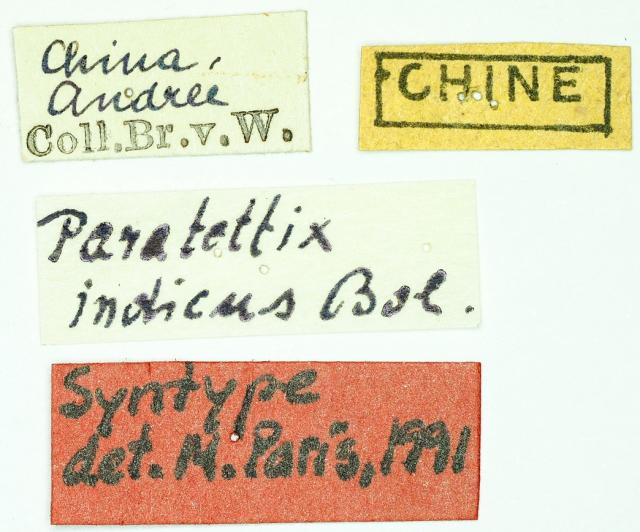 China,
Andree
Coll.Br.v.W.
CHINE
Paratettix
indicus Bol.
Syntype
det. M. Paris, 1991